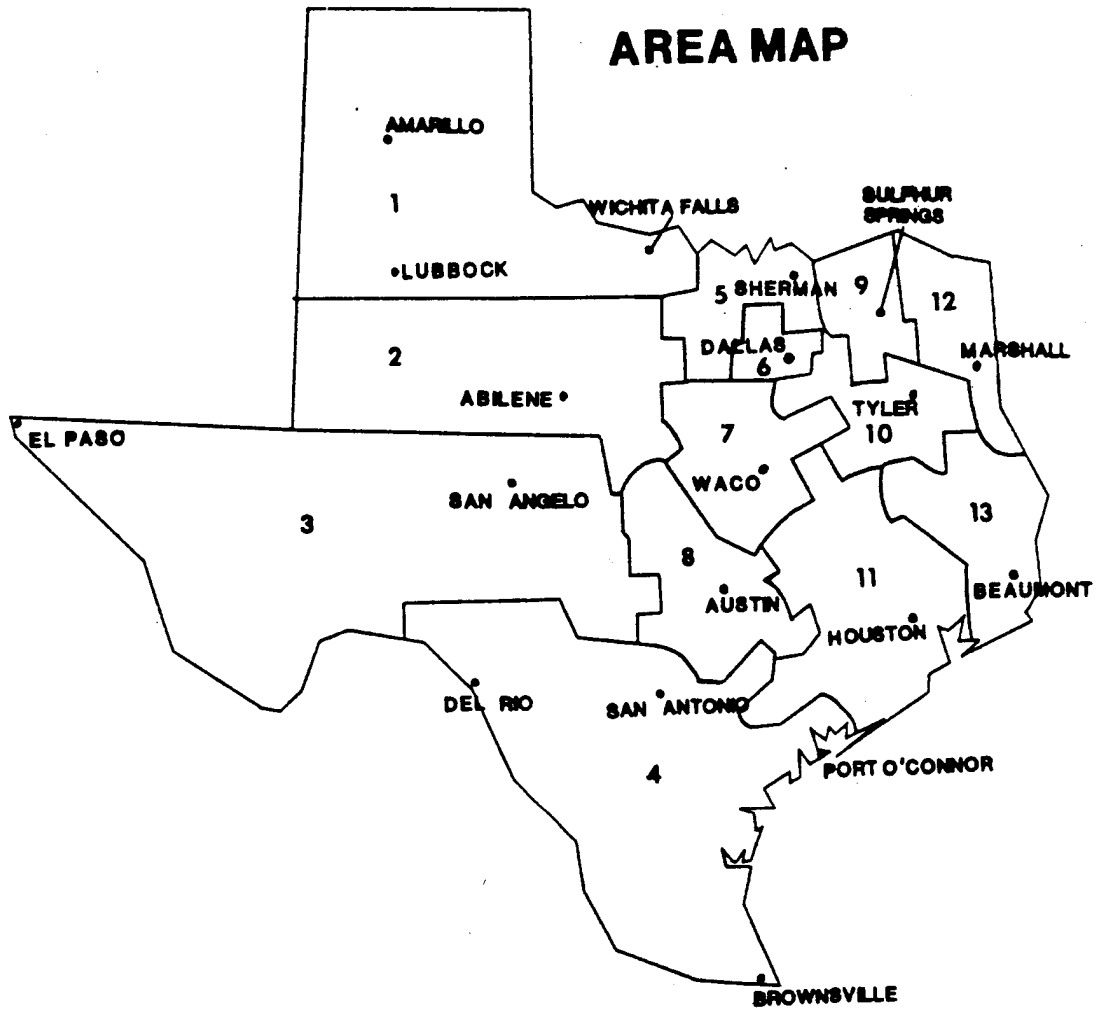 AREA MAP
AMARILLO
1
WICHITA FALLS
SULPHUR
SPRINGS
LUBBOCK
5
SHERMAN
9
12
2
DALLAS
6
MARSHALL
ABILENE
TYLER
10
EL PASO
7
WACO
SAN ANGELO
3
13
8
11
AUSTIN
BEAUMONT
HOUSTON
DEL RIO
SAN ANTONIO
4
PORT O'CONNOR
BROWNSVILLE